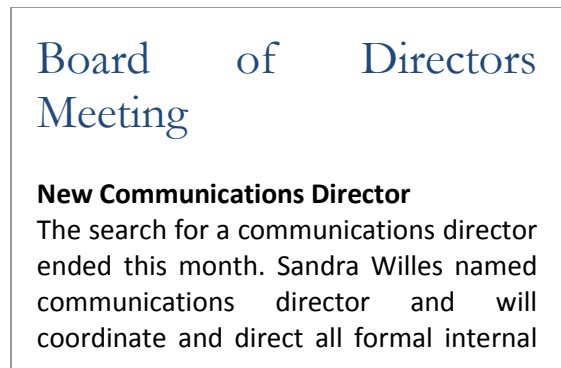 Board of Directors
Meeting
New Communications Director
The search for a communications director
ended this month. Sandra Willes named
communications director and will
coordinate and direct all formal internal